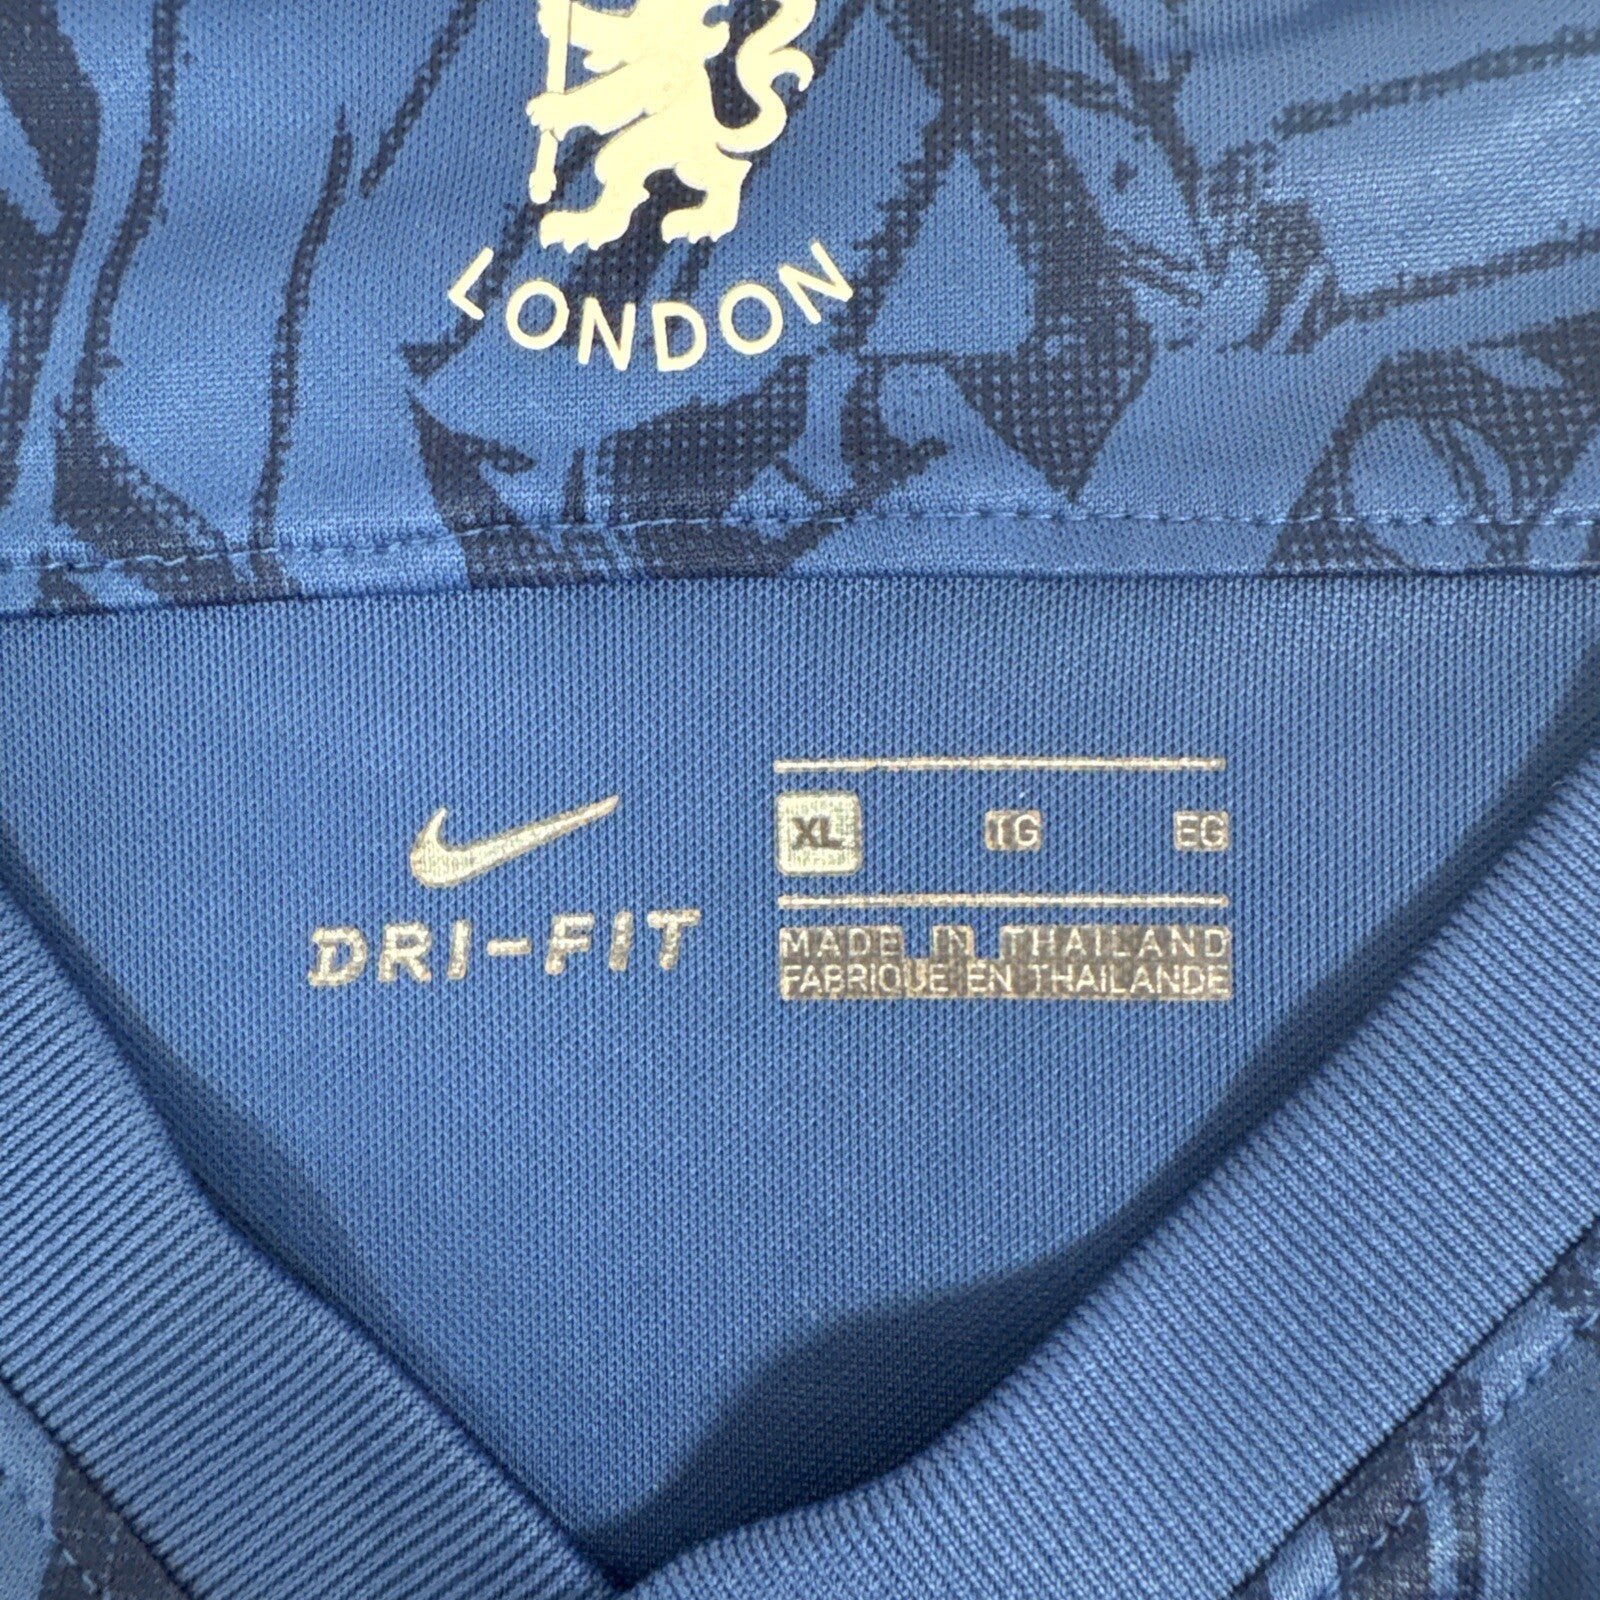 LONDON
DRI-FIT
XL TG EG
MADE IN THAILAND
FABRIQUE EN THAILANDE